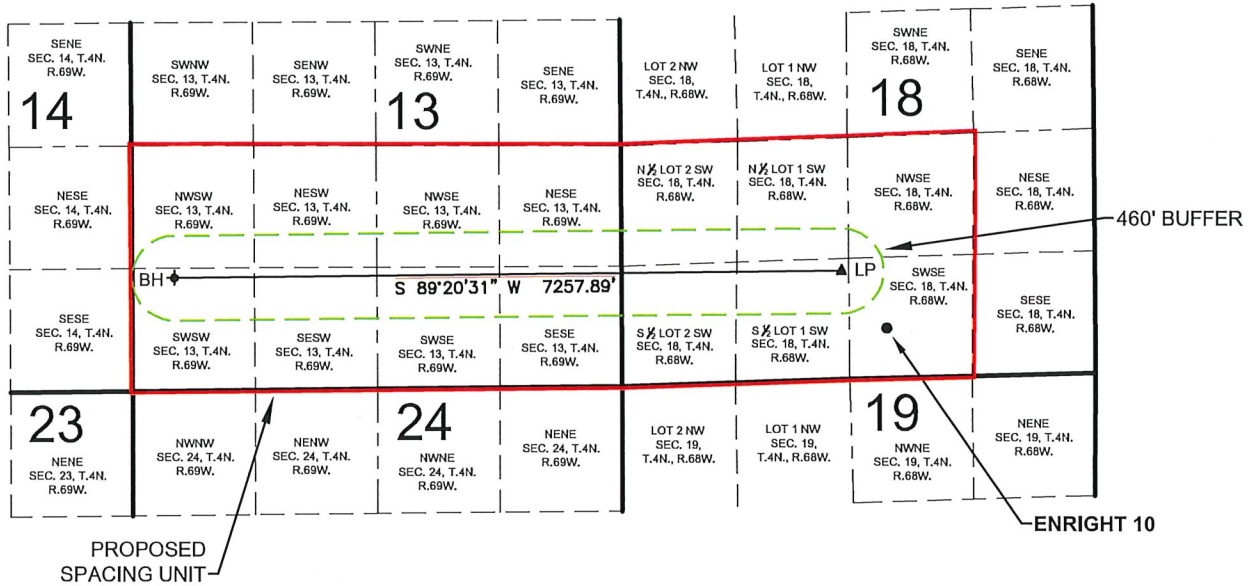 SENE
SEC. 14, T.4N.
R.69W.
14
SWNW
SEC. 13, T.4N.
R.69W.
SENW
SEC. 13, T.4N.
R.69W.
SWNE
SEC. 13, T.4N.
R.69W.
13
SENE
SEC. 13, T.4N.
R.69W.
LOT 2 NW
SEC. 18,
T.4N., R.68W.
LOT 1 NW
SEC. 18,
T.4N., R.68W.
SWNE
SEC. 18, T.4N.
R.68W.
18
SENE
SEC. 18, T.4N.
R.68W.
NESE
SEC. 14, T.4N.
R.69W.
NWSW
SEC. 13, T.4N.
R.69W.
NESW
SEC. 13, T.4N.
R.69W.
NWSE
SEC. 13, T.4N.
R.69W.
NESE
SEC. 13, T.4N.
R.69W.
N ½ LOT 2 SW
SEC. 18, T.4N.
R.68W.
N ½ LOT 1 SW
SEC. 18, T.4N.
R.68W.
NWSE
SEC. 18, T.4N.
R.68W.
NESE
SEC. 18, T.4N.
R.68W.
460' BUFFER
BH
S 89°20'31" W 7257.89'
LP
SESE
SEC. 14, T.4N.
R.69W.
SWSW
SEC. 13, T.4N.
R.69W.
SESW
SEC. 13, T.4N.
R.69W.
SWSE
SEC. 13, T.4N.
R.69W.
SESE
SEC. 13, T.4N.
R.69W.
S ½ LOT 2 SW
SEC. 18, T.4N.
R.68W.
S ½ LOT 1 SW
SEC. 18, T.4N.
R.68W.
SWSE
SEC. 18, T.4N.
R.68W.
SESE
SEC. 18, T.4N.
R.68W.
23
NENE
SEC. 23, T.4N.
R.69W.
NWNW
SEC. 24, T.4N.
R.69W.
NENW
SEC. 24, T.4N.
R.69W.
24
NWNE
SEC. 24, T.4N.
R.69W.
NENE
SEC. 24, T.4N.
R.69W.
LOT 2 NW
SEC. 19,
T.4N., R.68W.
LOT 1 NW
SEC. 19,
T.4N., R.68W.
19
NWNE
SEC. 19, T.4N.
R.68W.
NENE
SEC. 19, T.4N.
R.68W.
ENRIGHT 10
PROPOSED
SPACING UNIT